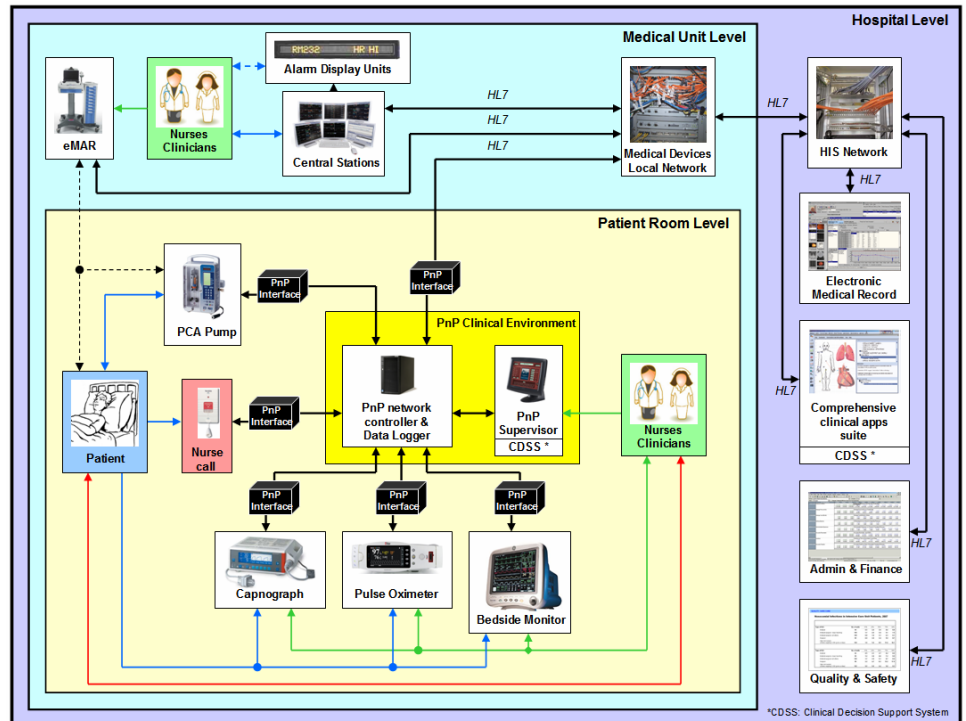 Hospital Level
Medical Unit Level
RM232 HR HI
Alarm Display Units
eMAR
Nurses
Clinicians
Central Stations
HL7
HL7
HL7
Medical Devices
Local Network
HL7
HIS Network
HL7
Electronic
Medical Record
Patient Room Level
PCA Pump
PnP
Interface
PnP
Interface
PnP Clinical Environment
PnP network
controller &
Data Logger
PnP
Supervisor
CDSS *
Nurses
Clinicians
Patient
Nurse
call
PnP
Interface
PnP
Interface
PnP
Interface
PnP
Interface
Capnograph
Pulse Oximeter
Bedside Monitor
HL7
Comprehensive
clinical apps
suite
CDSS *
Admin & Finance
HL7
Quality & Safety
HL7
*CDSS: Clinical Decision Support System